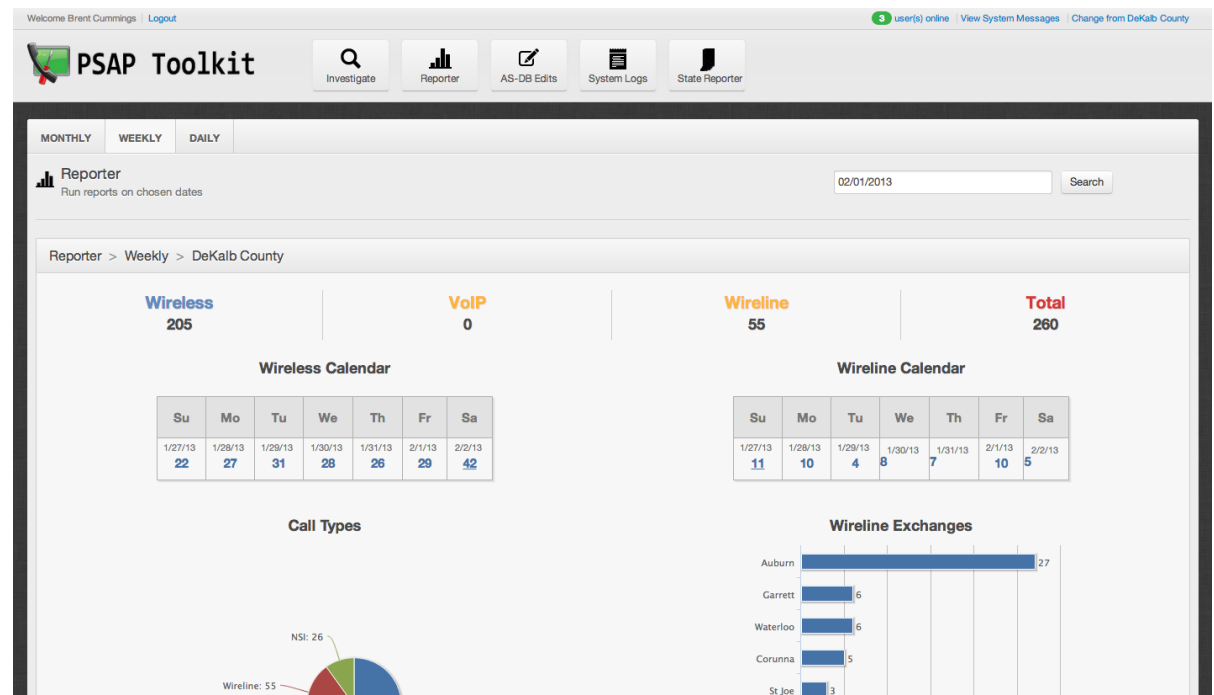 Welcome Brent Cummings | Logout
3 user(s) online | View System Messages | Change from DeKalb County
PSAP Toolkit
Investigate
Reporter
AS-DB Edits
System Logs
State Reporter
MONTHLY WEEKLY DAILY
Reporter
Run reports on chosen dates
02/01/2013 Search
Reporter > Weekly > DeKalb County
Wireless VoIP Wireline Total
205 0 55 260
Wireless Calendar
Su Mo Tu We Th Fr Sa
1/27/13 1/28/13 1/29/13 1/30/13 1/31/13 2/1/13 2/2/13
22 27 31 28 26 29 42
Wireline Calendar
Su Mo Tu We Th Fr Sa
1/27/13 1/28/13 1/29/13 1/30/13 1/31/13 2/1/13 2/2/13
11 10 4 8 7 10 5
Call Types
NSI: 26
Wireline: 55
Wireline Exchanges
Auburn 27
Garrett 6
Waterloo 6
Corunna 5
St Joe 3